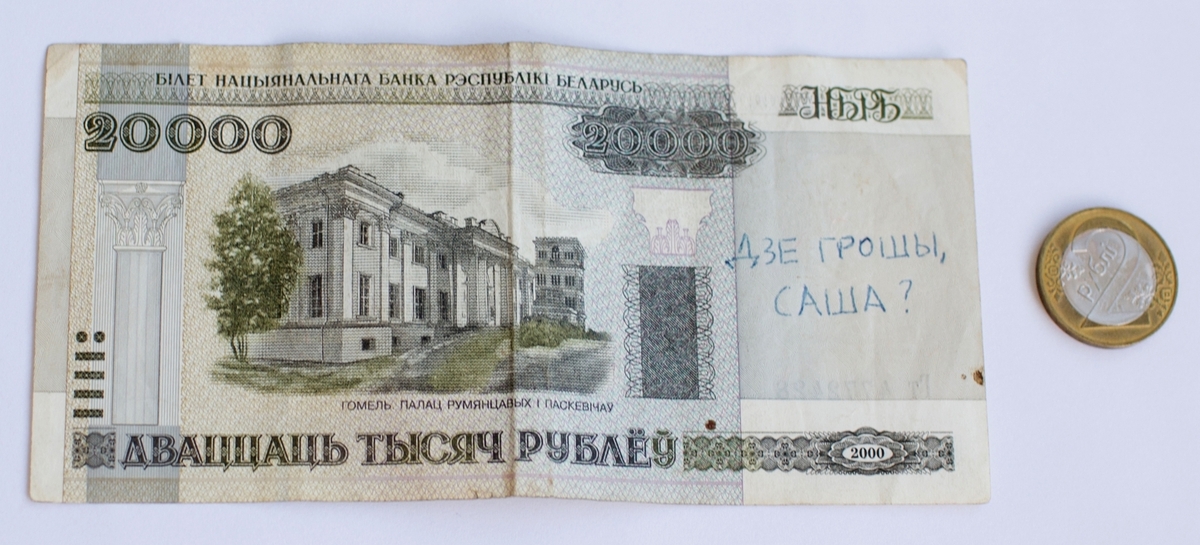 БІЛЕТ НАЦЫЯНАЛЬНАГА БАНКА РЭСПУБЛІКІ БЕЛАРУСЬ
НБРБ
20000
20000
ДЗЕ ГРОШЫ,
САША?
ГОМЕЛЬ. ПАЛАЦ РУМЯНЦАВЫХ І ПАСКЕВІЧАЎ
ДВАЦЦАЦЬ ТЫСЯЧ РУБЛЁЎ
2000
2